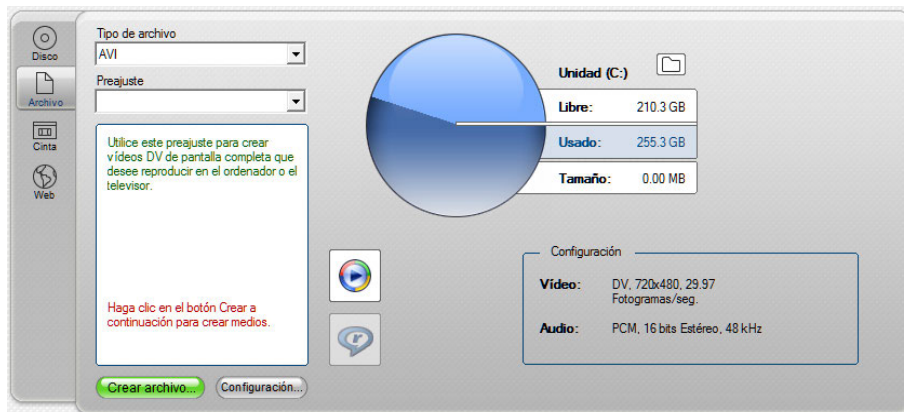 Disco
Archivo
Cinta
Web
Tipo de archivo
AVI
Preajuste
Utilice este preajuste para crear
vídeos DV de pantalla completa que
desee reproducir en el ordenador o el
televisor.
Haga clic en el botón Crear a
continuación para crear medios.
Crear archivo...
Configuración...
Unidad (C:)
Libre: 210.3 GB
Usado: 255.3 GB
Tamaño: 0.00 MB
Configuración
Vídeo: DV, 720x480, 29.97
Fotogramas/seg.
Audio: PCM, 16 bits Estéreo, 48 kHz